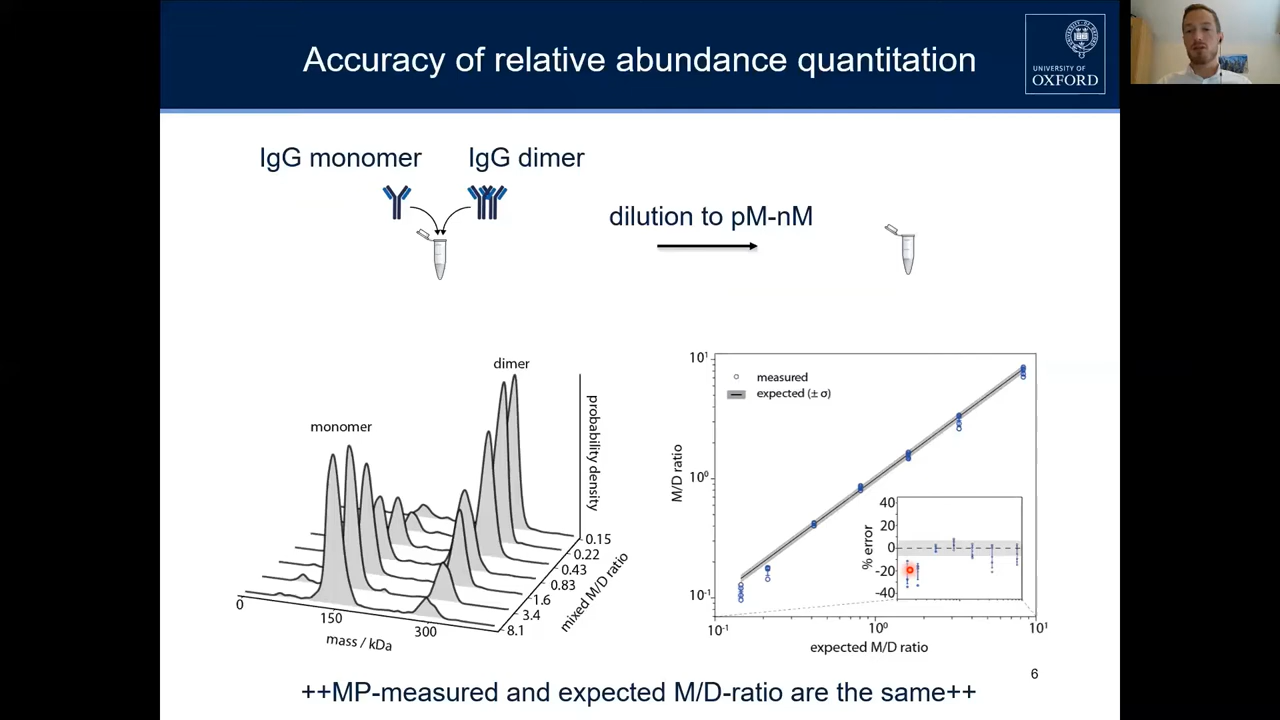 Accuracy of relative abundance quantitation
UNIVERSITY OF
OXFORD
IgG monomer
IgG dimer
dilution to pM-nM
dimer
monomer
probability density
0.15
0.22
0.43
0.83
1.6
3.4
8.1
mixed M/D ratio
0
150
300
mass / kDa
10¹
10⁰
10⁻¹
M/D ratio
measured
expected (± σ)
40
20
0
-20
-40
% error
10⁻¹
10⁰
10¹
expected M/D ratio
6
++MP-measured and expected M/D-ratio are the same++